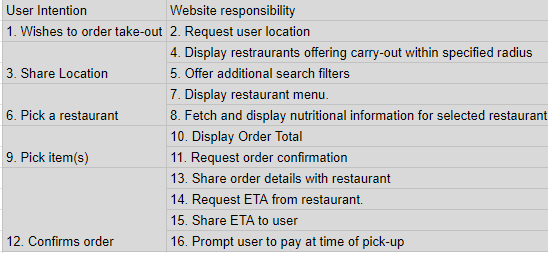 User Intention Website responsibility
1. Wishes to order take-out 2. Request user location
4. Display restraurants offering carry-out within specified radius
3. Share Location 5. Offer additional search filters
7. Display restaurant menu.
6. Pick a restaurant 8. Fetch and display nutritional information for selected restaurant
10. Display Order Total
9. Pick item(s) 11. Request order confirmation
13. Share order details with restaurant
14. Request ETA from restaurant.
15. Share ETA to user
12. Confirms order 16. Prompt user to pay at time of pick-up